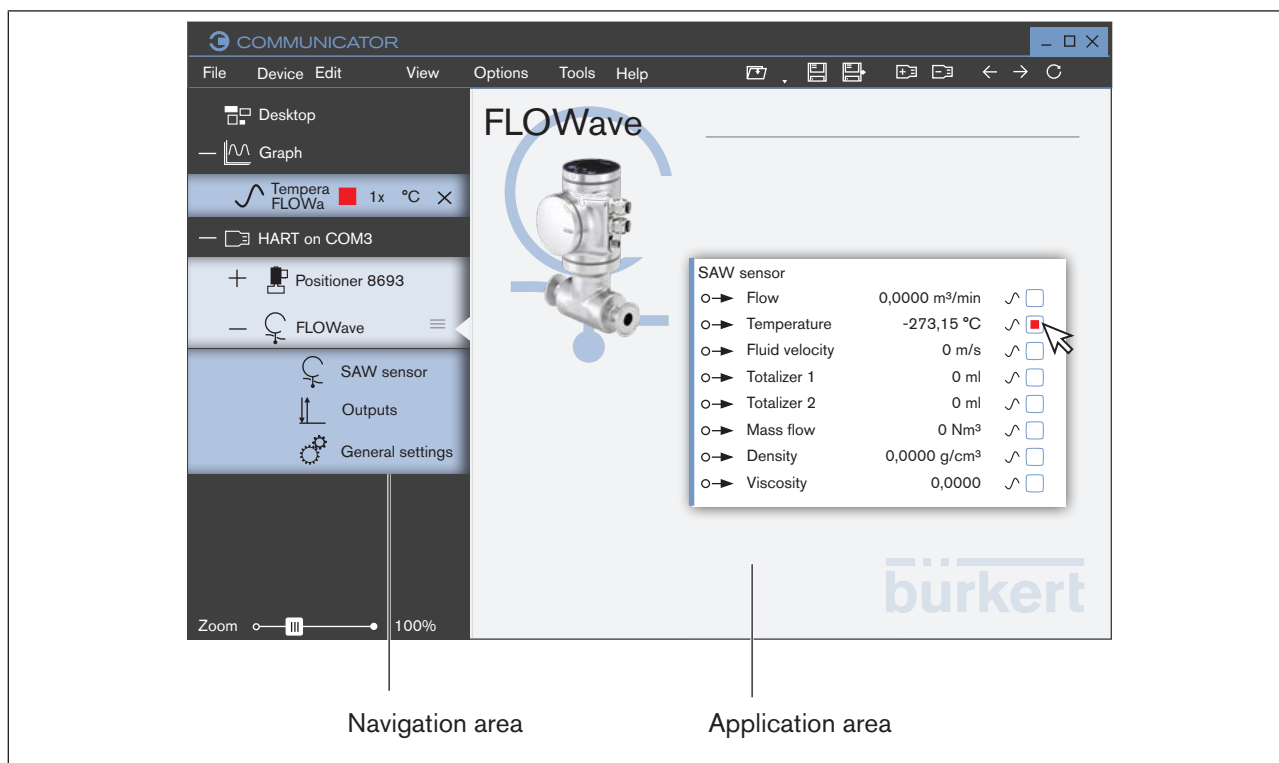 COMMUNICATOR
File Device Edit View Options Tools Help
Desktop
Graph
Tempera
FLOWa 1x °C
HART on COM3
Positioner 8693
FLOWave
SAW sensor
Outputs
General settings
Zoom 100%
FLOWave
SAW sensor
Flow 0,0000 m³/min
Temperature -273,15 °C
Fluid velocity 0 m/s
Totalizer 1 0 ml
Totalizer 2 0 ml
Mass flow 0 Nm³
Density 0,0000 g/cm³
Viscosity 0,0000
bürkert
Navigation area
Application area